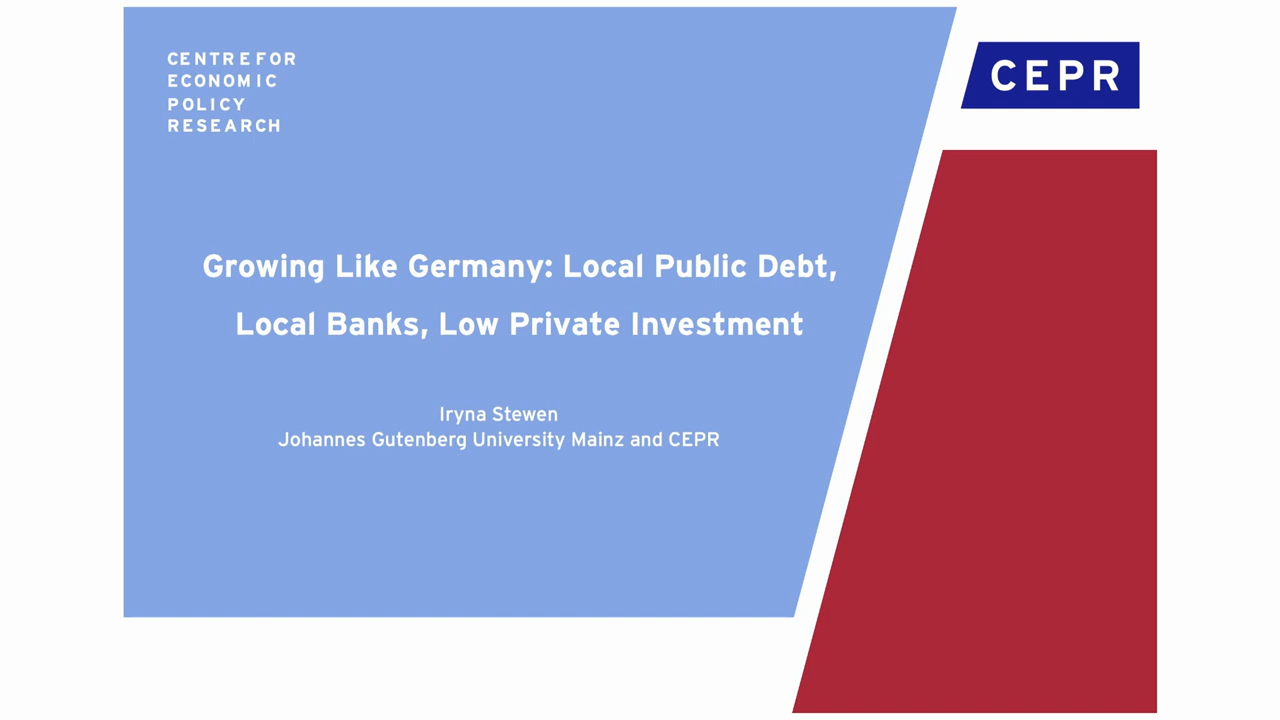 CENTRE FOR
ECONOMIC
POLICY
RESEARCH
CEPR
Growing Like Germany: Local Public Debt,
Local Banks, Low Private Investment
Iryna Stewen
Johannes Gutenberg University Mainz and CEPR